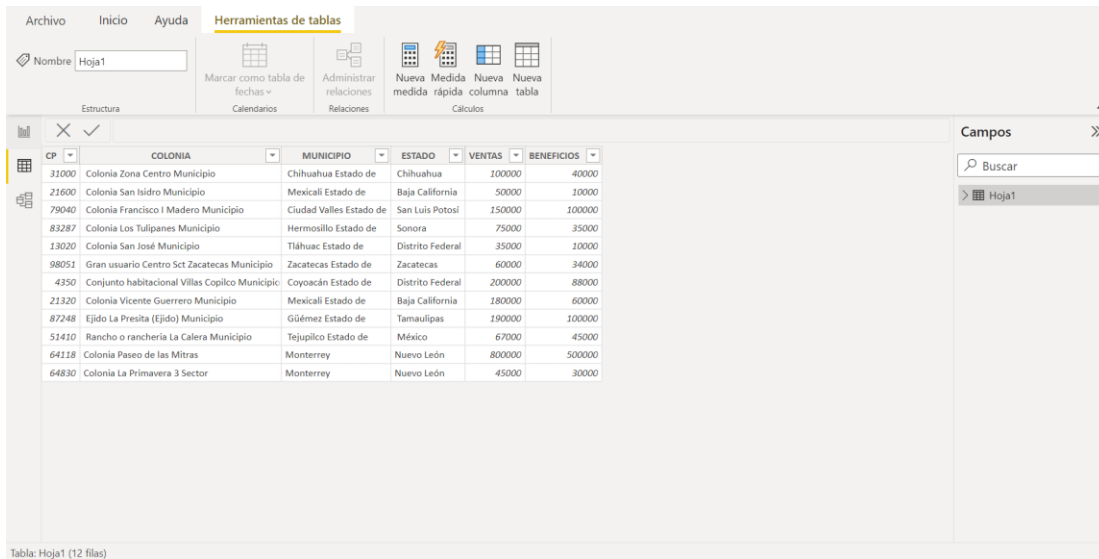 Archivo Inicio Ayuda Herramientas de tablas
Nombre Hoja1
Marcar como tabla de fechas
Administrar relaciones
Nueva medida
Medida rápida
Nueva columna
Nueva tabla
Estructura Calendarios Relaciones Cálculos
CP COLONIA MUNICIPIO ESTADO VENTAS BENEFICIOS
31000 Colonia Zona Centro Municipio Chihuahua Estado de Chihuahua 100000 40000
21600 Colonia San Isidro Municipio Mexicali Estado de Baja California 50000 10000
79040 Colonia Francisco I Madero Municipio Ciudad Valles Estado de San Luis Potosí 150000 100000
83287 Colonia Los Tulipanes Municipio Hermosillo Estado de Sonora 75000 35000
13020 Colonia San José Municipio Tláhuac Estado de Distrito Federal 35000 10000
98051 Gran usuario Centro Sct Zacatecas Municipio Zacatecas Estado de Zacatecas 60000 34000
4350 Conjunto habitacional Villas Copilco Municipio Coyoacán Estado de Distrito Federal 200000 88000
21320 Colonia Vicente Guerrero Municipio Mexicali Estado de Baja California 180000 60000
87248 Ejido La Presita (Ejido) Municipio Güémez Estado de Tamaulipas 190000 100000
51410 Rancho o rancheria La Calera Municipio Tejupilco Estado de México 67000 45000
64118 Colonia Paseo de las Mitras Monterrey Nuevo León 800000 500000
64830 Colonia La Primavera 3 Sector Monterrey Nuevo León 45000 30000
Campos
Buscar
Hoja1
Tabla: Hoja1 (12 filas)